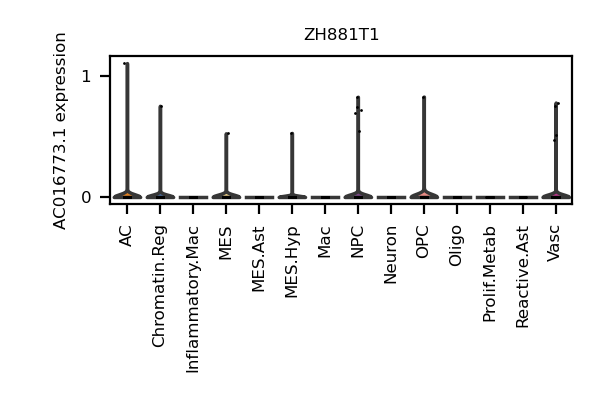 ZH881T1
AC016773.1 expression
1
0
AC
Chromatin.Reg
Inflammatory.Mac
MES
MES.Ast
MES.Hyp
Mac
NPC
Neuron
OPC
Oligo
Prolif.Metab
Reactive.Ast
Vasc